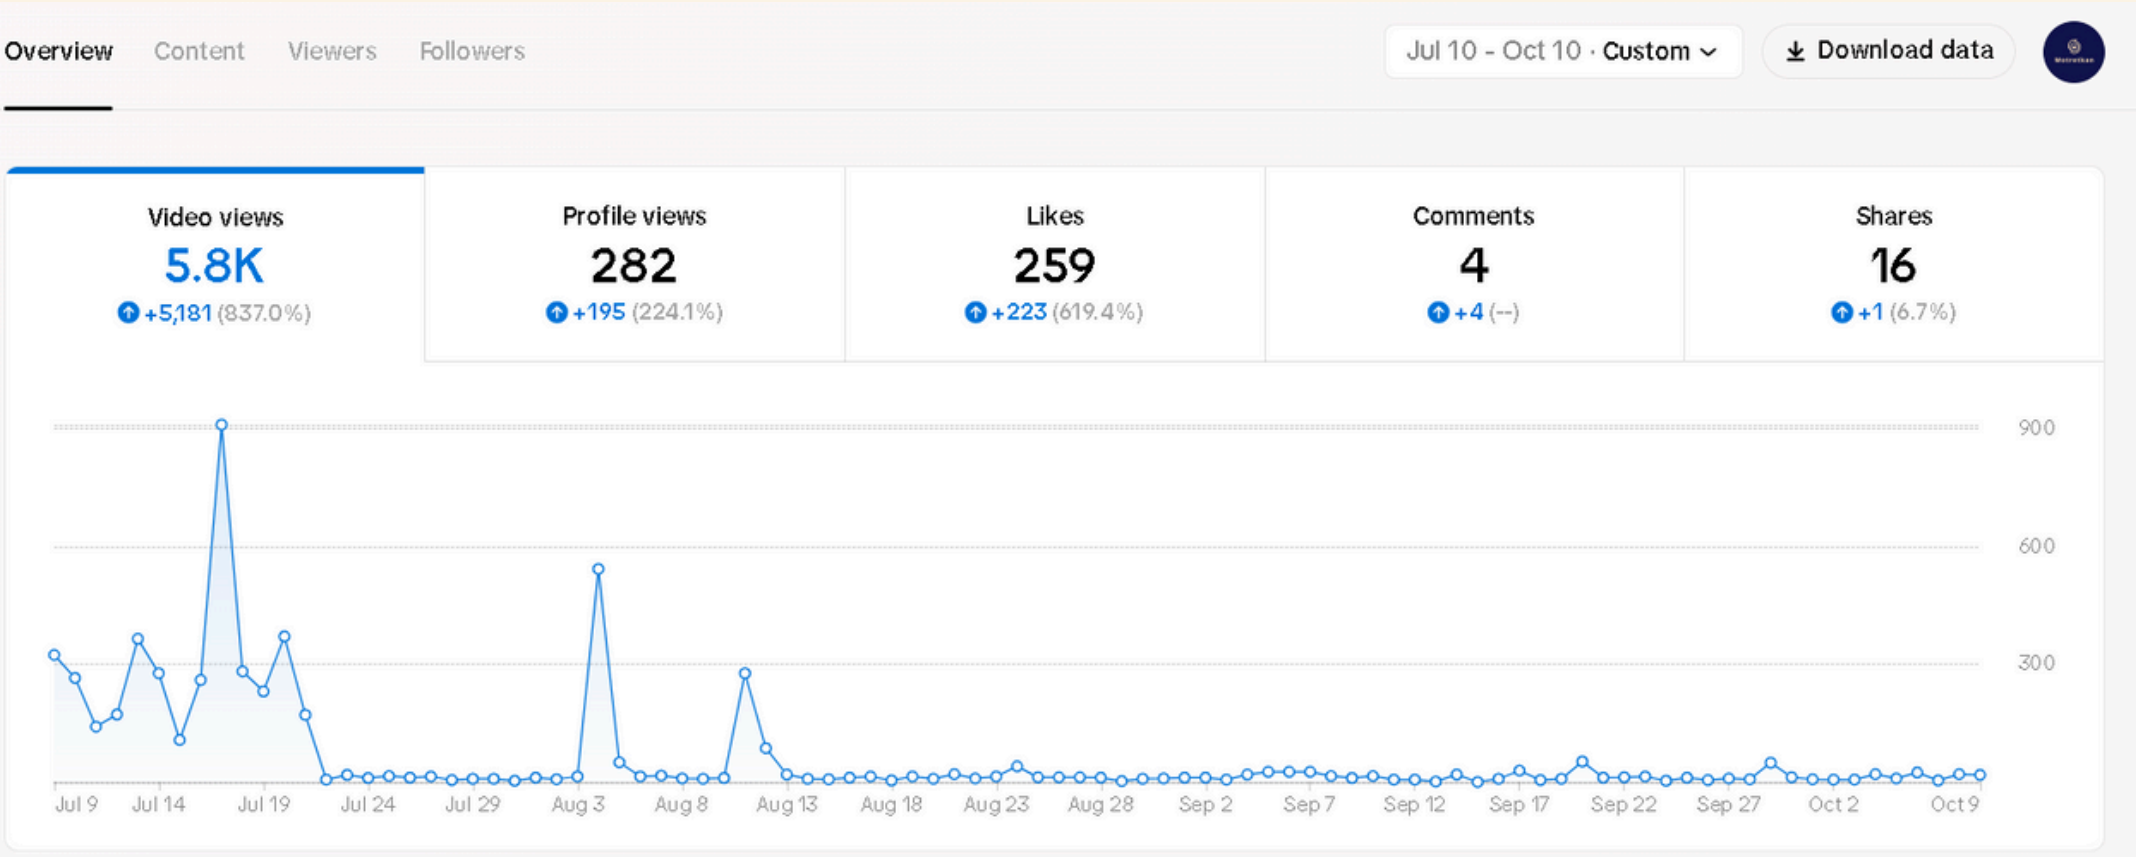 Overview Content Viewers Followers Jul 10 - Oct 10 · Custom Download data
Video views Profile views Likes Comments Shares
5.8K 282 259 4 16
+5,181 (837.0%) +195 (224.1%) +223 (619.4%) +4 (--) +1 (6.7%)
900
600
300
Jul 9 Jul 14 Jul 19 Jul 24 Jul 29 Aug 3 Aug 8 Aug 13 Aug 18 Aug 23 Aug 28 Sep 2 Sep 7 Sep 12 Sep 17 Sep 22 Sep 27 Oct 2 Oct 9